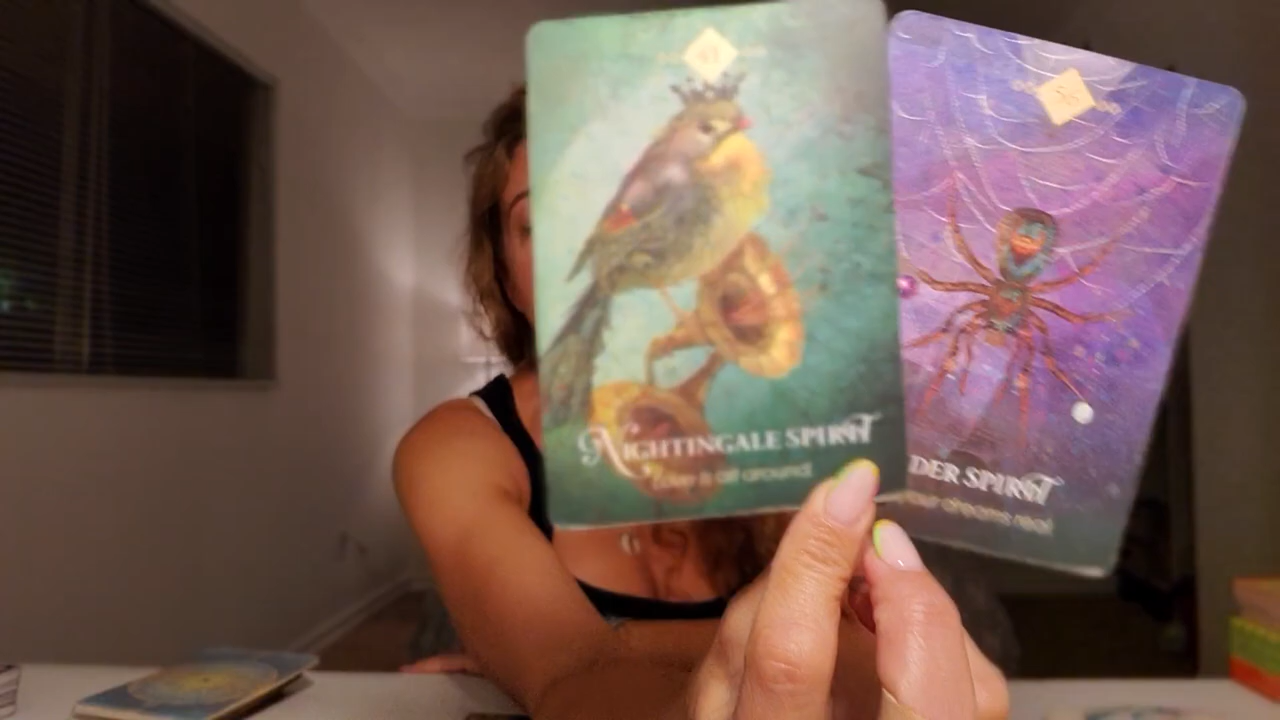 NIGHTINGALE SPIRIT
Love is all around.
DER SPIRIT
your dreams real